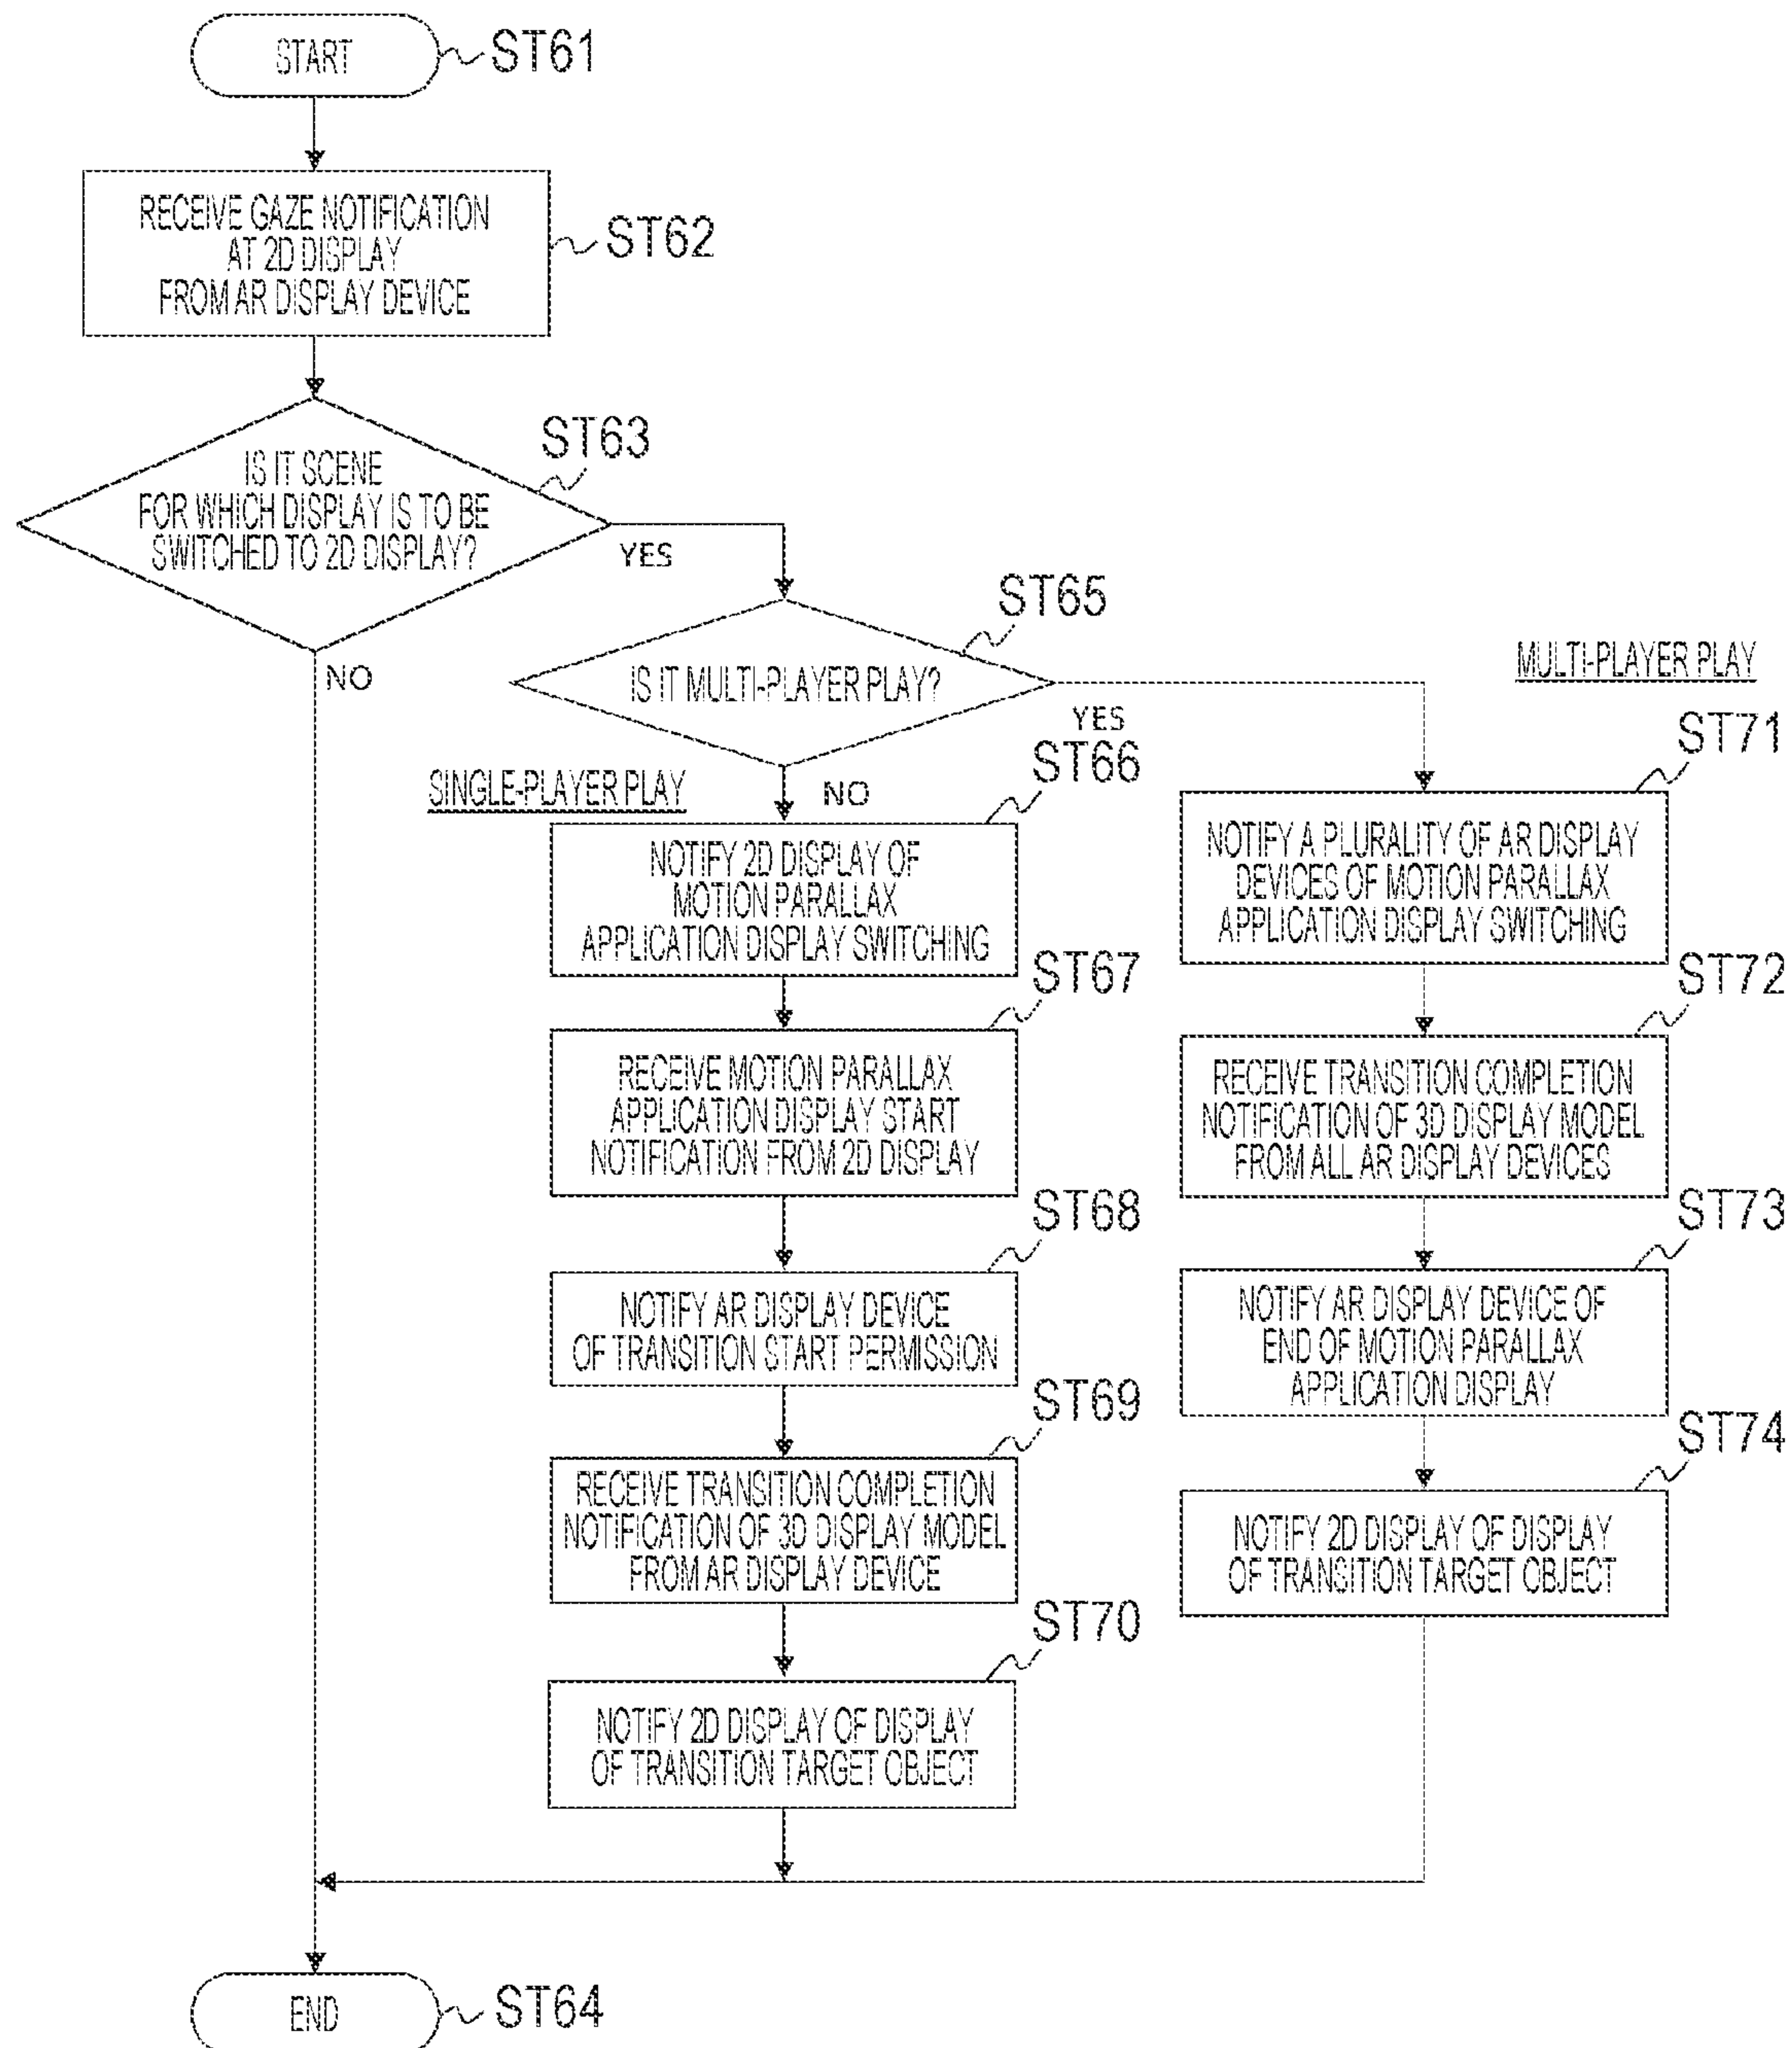 START
ST61
RECEIVE GAZE NOTIFICATION
AT 2D DISPLAY
FROM AR DISPLAY DEVICE
ST62
IS IT SCENE
FOR WHICH DISPLAY IS TO BE
SWITCHED TO 2D DISPLAY?
ST63
YES
NO
IS IT MULTI-PLAYER PLAY?
ST65
YES
NO
SINGLE-PLAYER PLAY
NOTIFY 2D DISPLAY OF
MOTION PARALLAX
APPLICATION DISPLAY SWITCHING
ST66
RECEIVE MOTION PARALLAX
APPLICATION DISPLAY START
NOTIFICATION FROM 2D DISPLAY
ST67
NOTIFY AR DISPLAY DEVICE
OF TRANSITION START PERMISSION
ST68
RECEIVE TRANSITION COMPLETION
NOTIFICATION OF 3D DISPLAY MODEL
FROM AR DISPLAY DEVICE
ST69
NOTIFY 2D DISPLAY OF DISPLAY
OF TRANSITION TARGET OBJECT
ST70
MULTI-PLAYER PLAY
NOTIFY A PLURALITY OF AR DISPLAY
DEVICES OF MOTION PARALLAX
APPLICATION DISPLAY SWITCHING
ST71
RECEIVE TRANSITION COMPLETION
NOTIFICATION OF 3D DISPLAY MODEL
FROM ALL AR DISPLAY DEVICES
ST72
NOTIFY AR DISPLAY DEVICE OF
END OF MOTION PARALLAX
APPLICATION DISPLAY
ST73
NOTIFY 2D DISPLAY OF DISPLAY
OF TRANSITION TARGET OBJECT
ST74
END
ST64